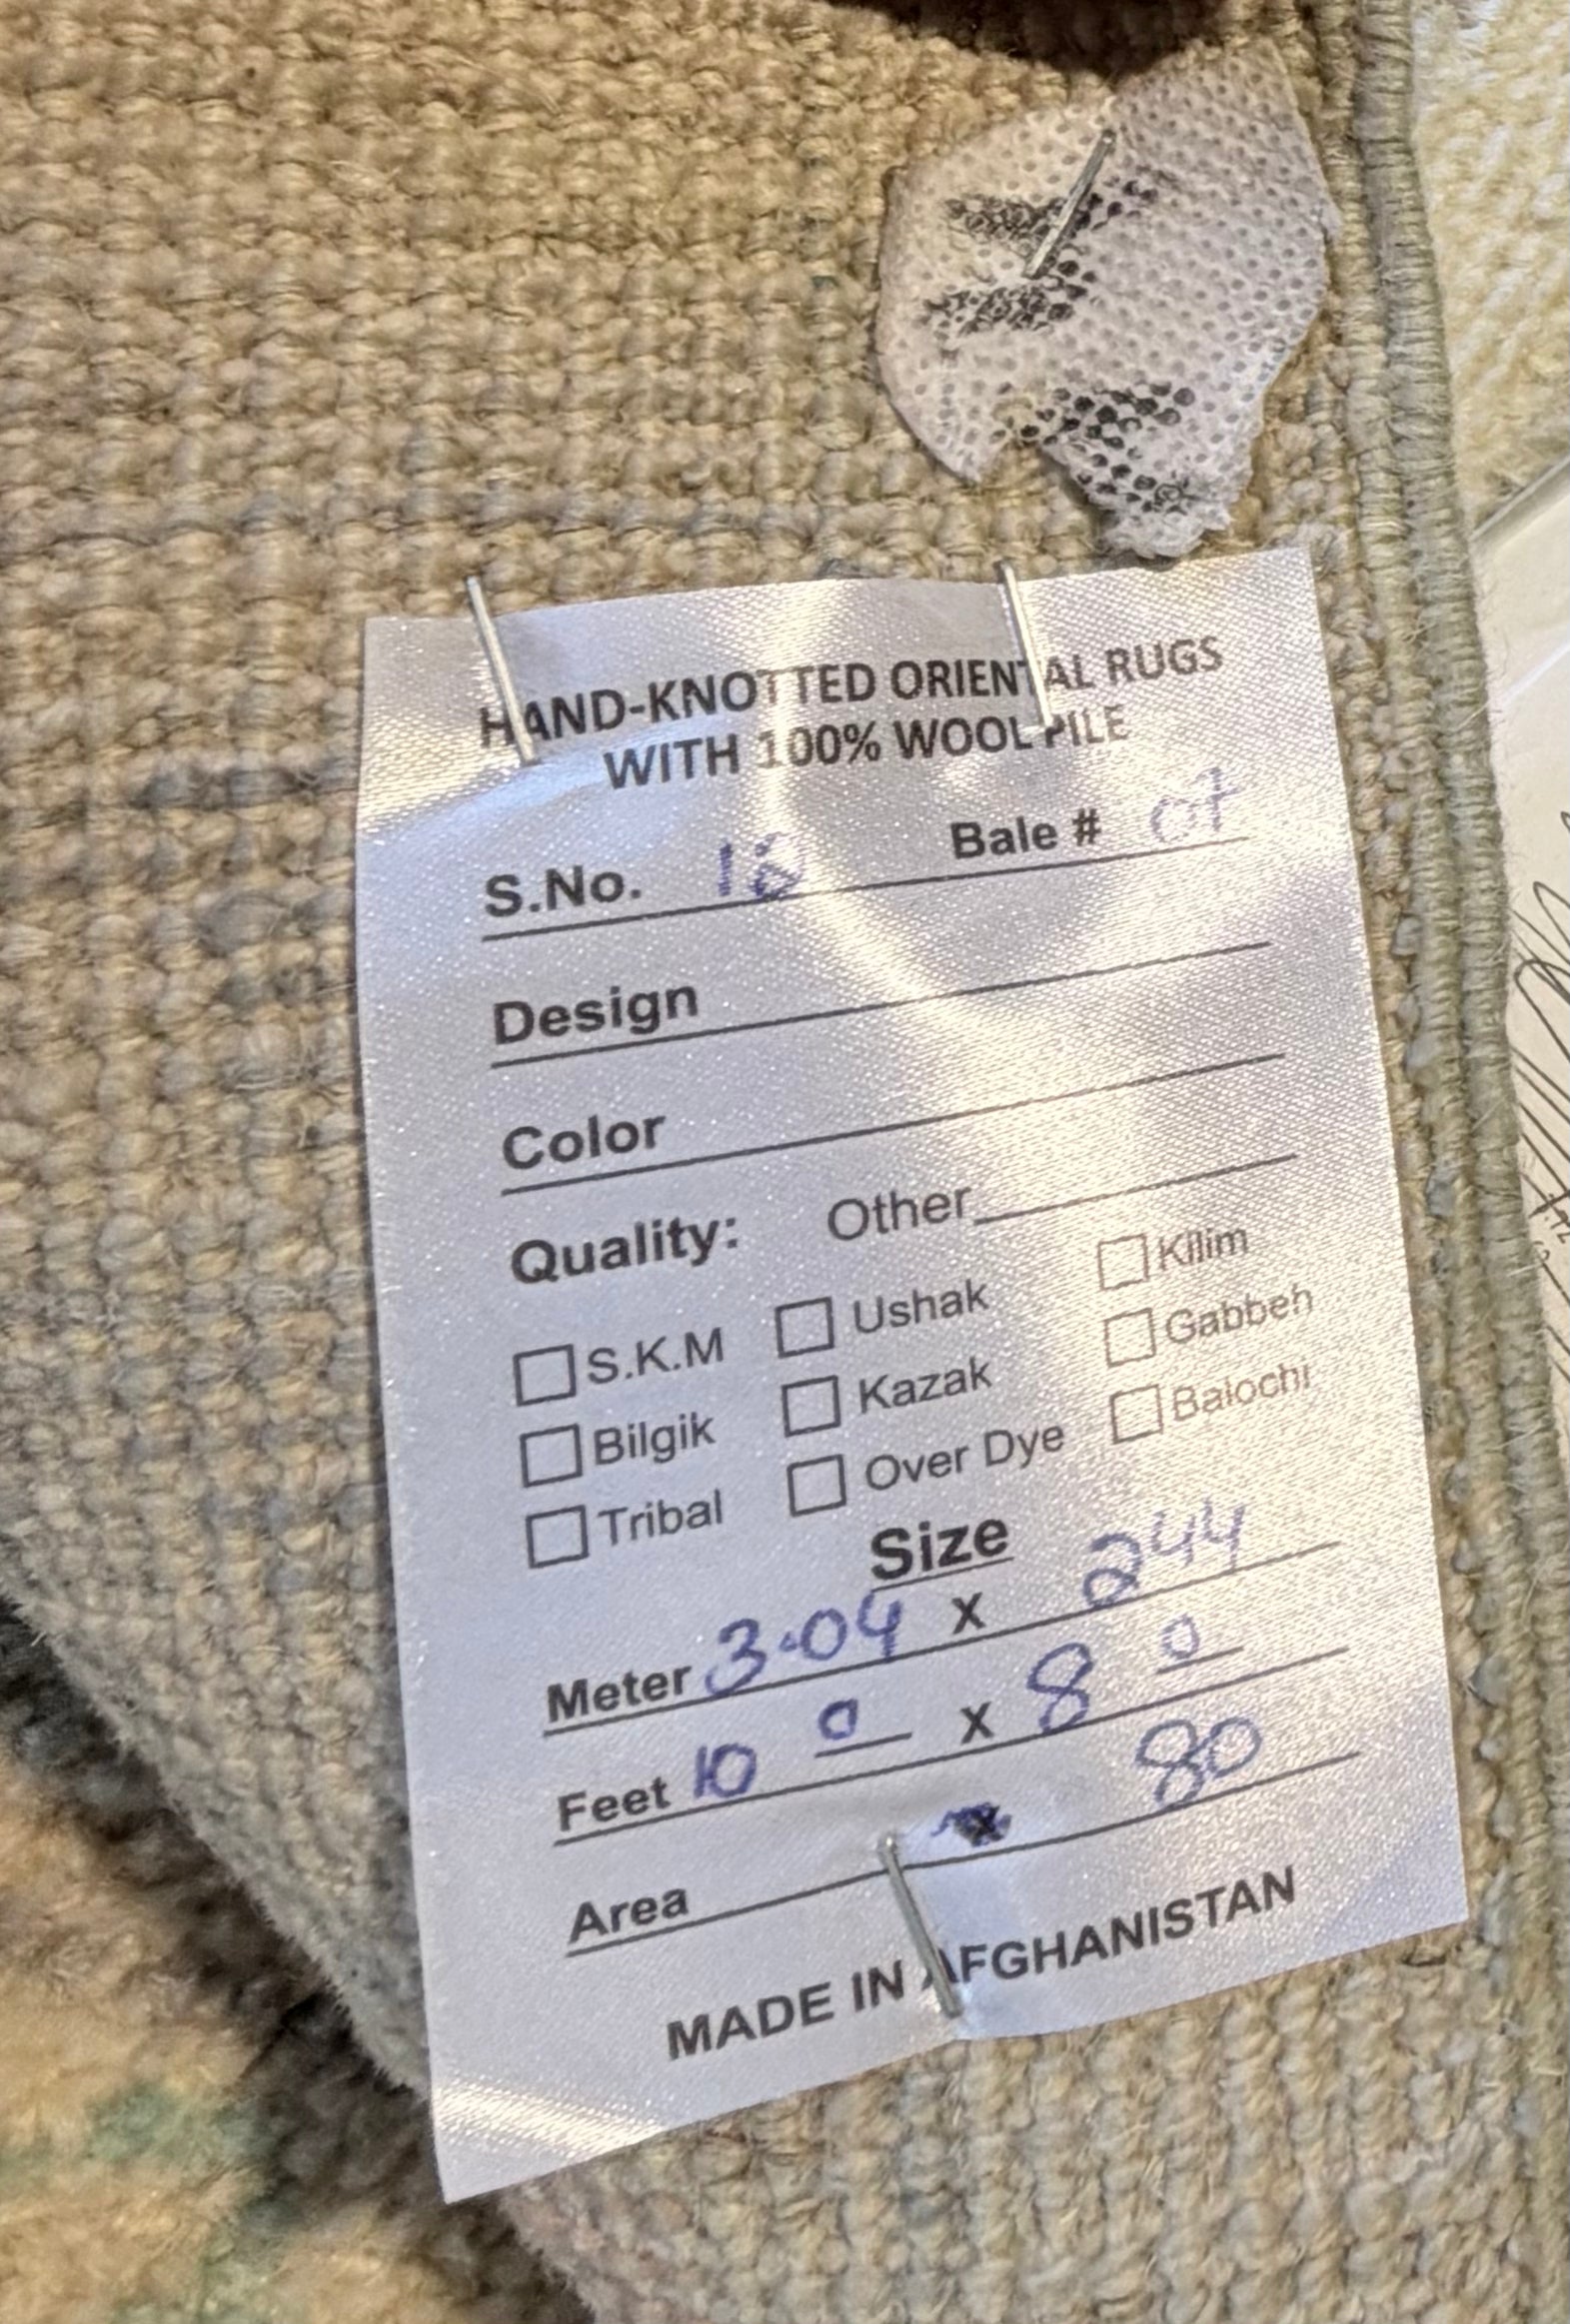 HAND-KNOTTED ORIENTAL RUGS
WITH 100% WOOL PILE
S.No. 18 Bale # 07
Design
Color
Quality: Other
S.K.M Ushak Kilim
Bilgik Kazak Gabbeh
Tribal Over Dye Balochi
Size
Meter 3.04 x 244
Feet 10 0 x 8 0
Area 80
MADE IN AFGHANISTAN